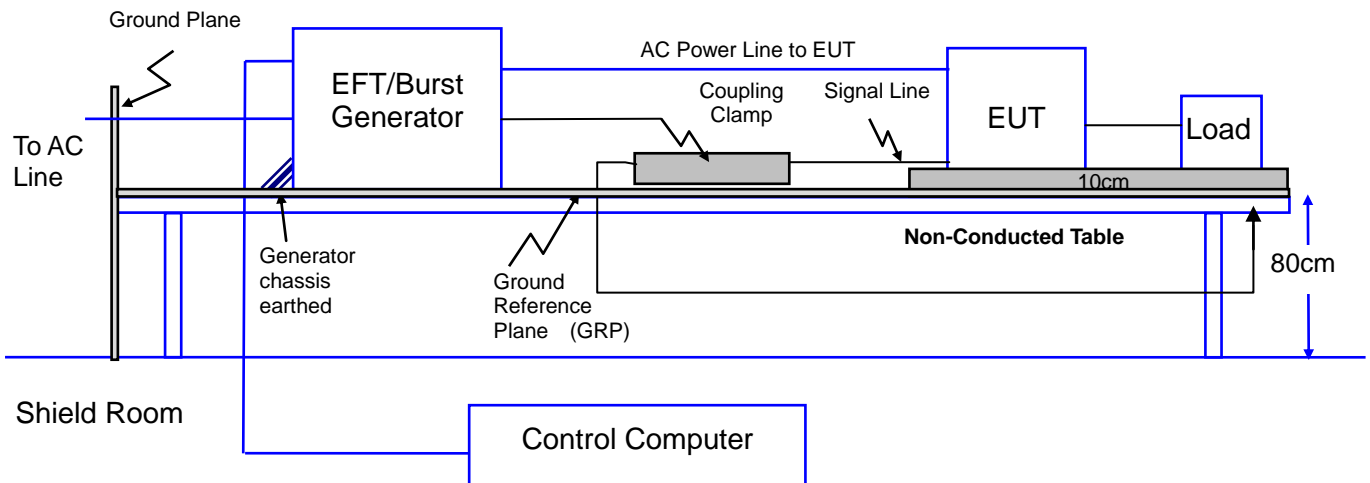 Ground Plane
EFT/Burst
Generator
AC Power Line to EUT
Coupling
Clamp
Signal Line
EUT
Load
To AC
Line
10cm
Non-Conducted Table
Generator
chassis
earthed
Ground
Reference
Plane (GRP)
80cm
Shield Room
Control Computer